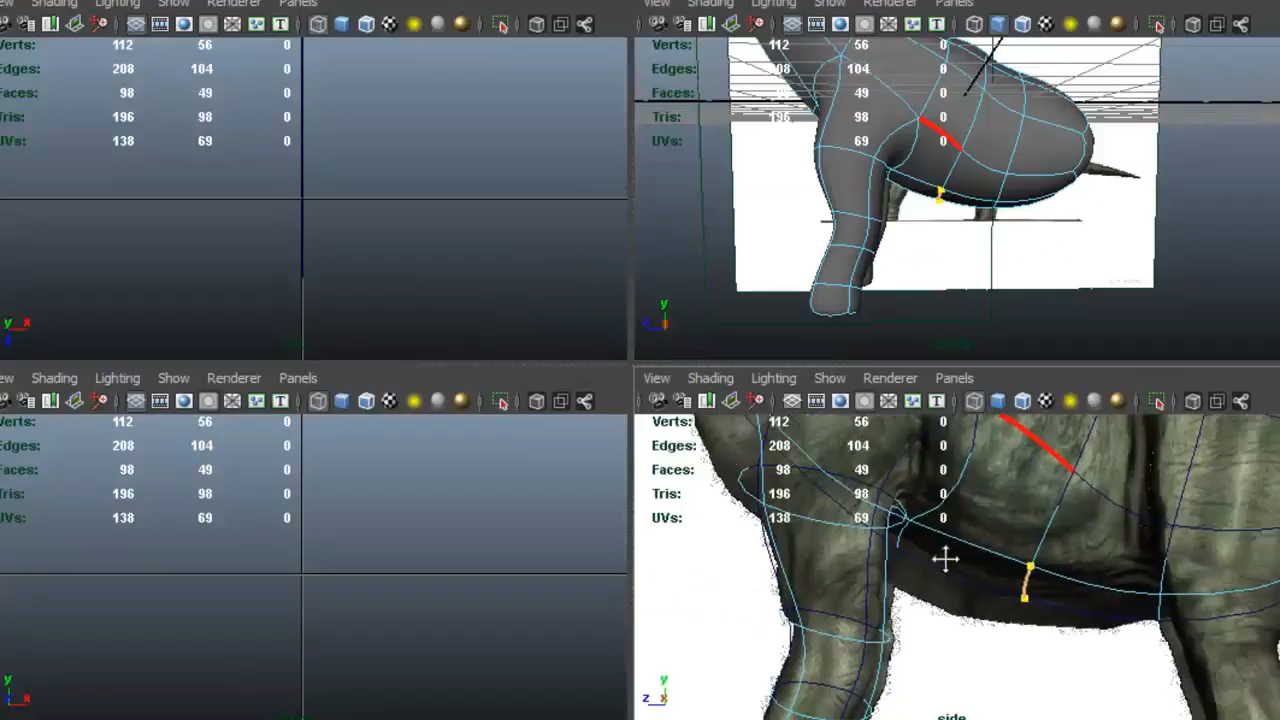 Shading Lighting Show Renderer Panels
View Shading Lighting Show Renderer Panels
Verts: 112 56 0
Edges: 208 104 0
Faces: 98 49 0
Tris: 196 98 0
UVs: 138 69 0
Verts: 112 56 0
Edges: 104 0
Faces: 49 0
Tris: 196 98 0
UVs: 69 0
y x
y
z
Shading Lighting Show Renderer Panels
View Shading Lighting Show Renderer Panels
Verts: 112 56 0
Edges: 208 104 0
Faces: 98 49 0
Tris: 196 98 0
UVs: 138 69 0
Verts: 112 56 0
Edges: 208 104 0
Faces: 98 49 0
Tris: 196 98 0
UVs: 138 69 0
y x
y
z x
side